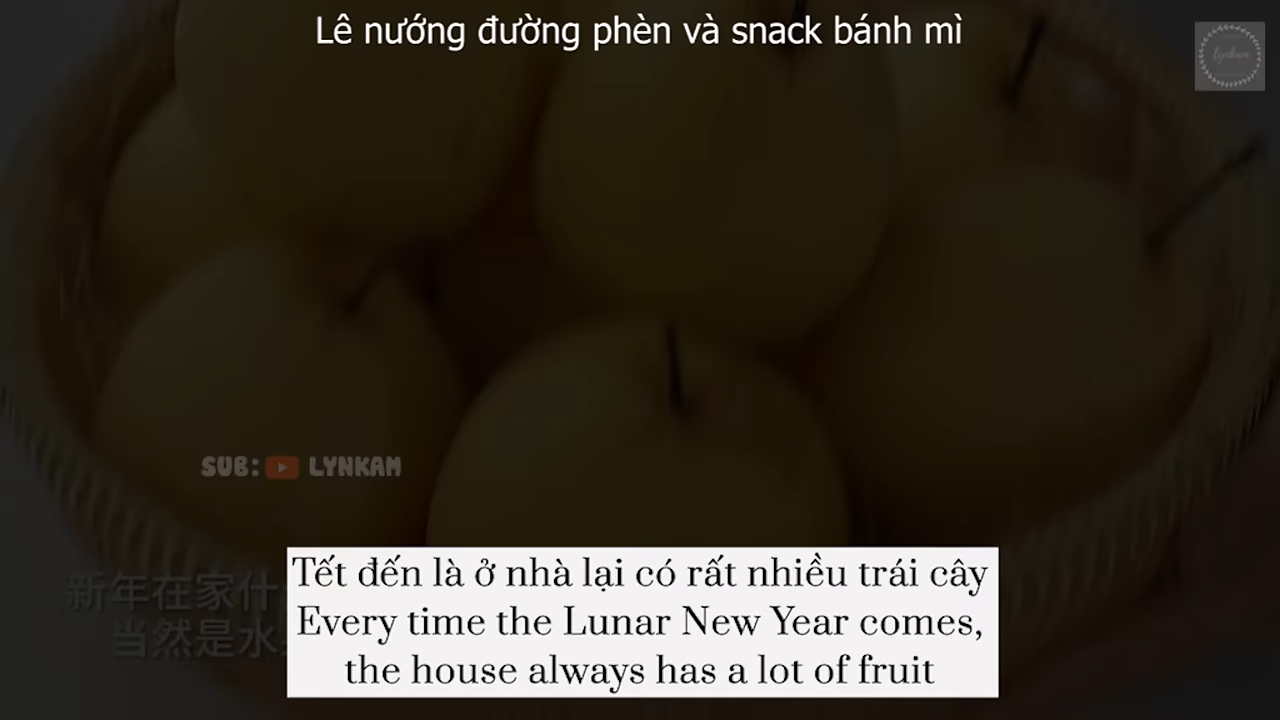 Lê nướng đường phèn và snack bánh mì
lynkam
SUB: LYNKAM
新年在家什
当然是水
Tết đến là ở nhà lại có rất nhiều trái cây
Every time the Lunar New Year comes,
the house always has a lot of fruit